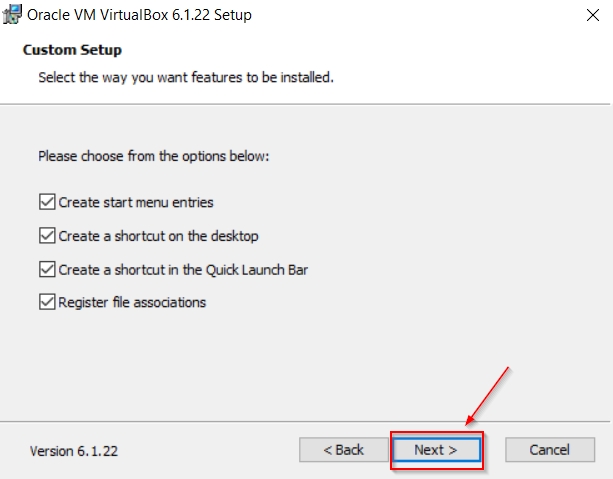 Oracle VM VirtualBox 6.1.22 Setup
Custom Setup
Select the way you want features to be installed.
Please choose from the options below:
Create start menu entries
Create a shortcut on the desktop
Create a shortcut in the Quick Launch Bar
Register file associations
Version 6.1.22
< Back
Next >
Cancel